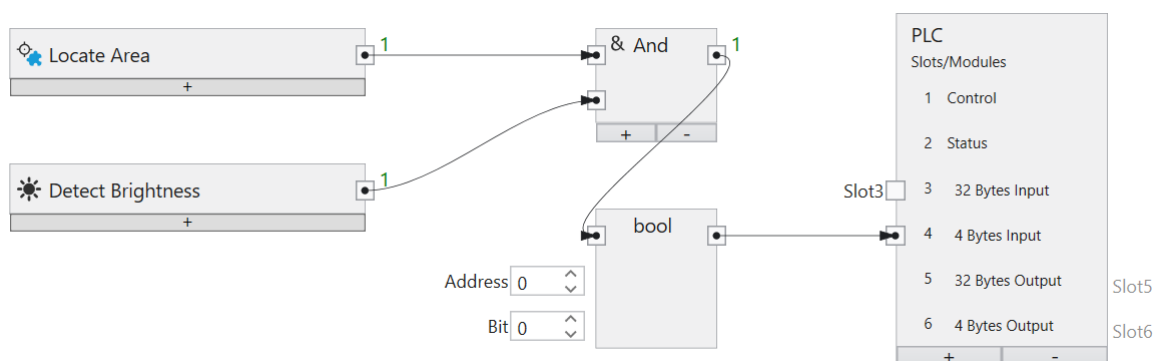 Locate Area
1
+
Detect Brightness
1
+
& And
1
+ -
bool
Address 0
Bit 0
PLC
Slots/Modules
1 Control
2 Status
Slot3 3 32 Bytes Input
4 4 Bytes Input
5 32 Bytes Output Slot5
6 4 Bytes Output Slot6
+ -